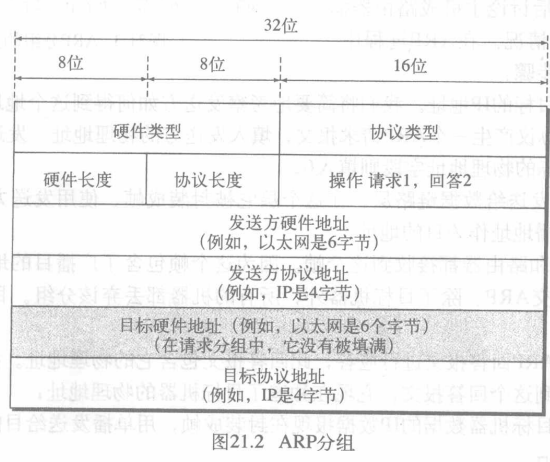 32位
8位 8位 16位
硬件类型 协议类型
硬件长度 协议长度 操作 请求1，回答2
发送方硬件地址
(例如，以太网是6字节)
发送方协议地址
(例如，IP是4字节)
目标硬件地址（例如，以太网是6个字节)
(在请求分组中，它没有被填满)
目标协议地址
(例如，IP是4字节)
图21.2 ARP分组